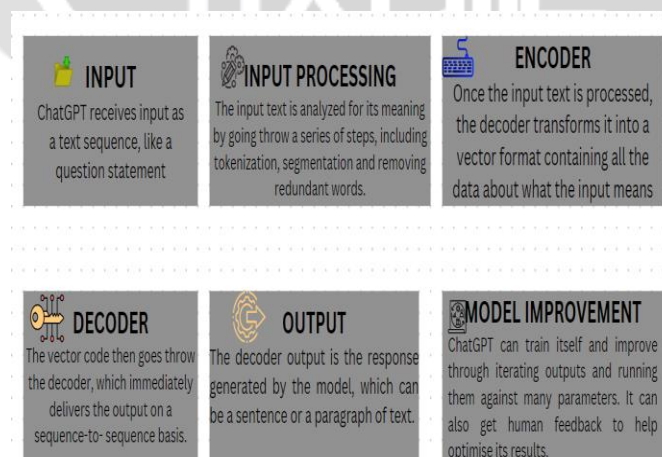 INPUT
ChatGPT receives input as
a text sequence, like a
question statement
INPUT PROCESSING
The input text is analyzed for its meaning
by going throw a series of steps, including
tokenization, segmentation and removing
redundant words.
ENCODER
Once the input text is processed,
the decoder transforms it into a
vector format containing all the
data about what the input means
DECODER
The vector code then goes throw
the decoder, which immediately
delivers the output on a
sequence-to- sequence basis.
OUTPUT
The decoder output is the response
generated by the model, which can
be a sentence or a paragraph of text.
MODEL IMPROVEMENT
ChatGPT can train itself and improve
through iterating outputs and running
them against many parameters. It can
also get human feedback to help
optimise its results.